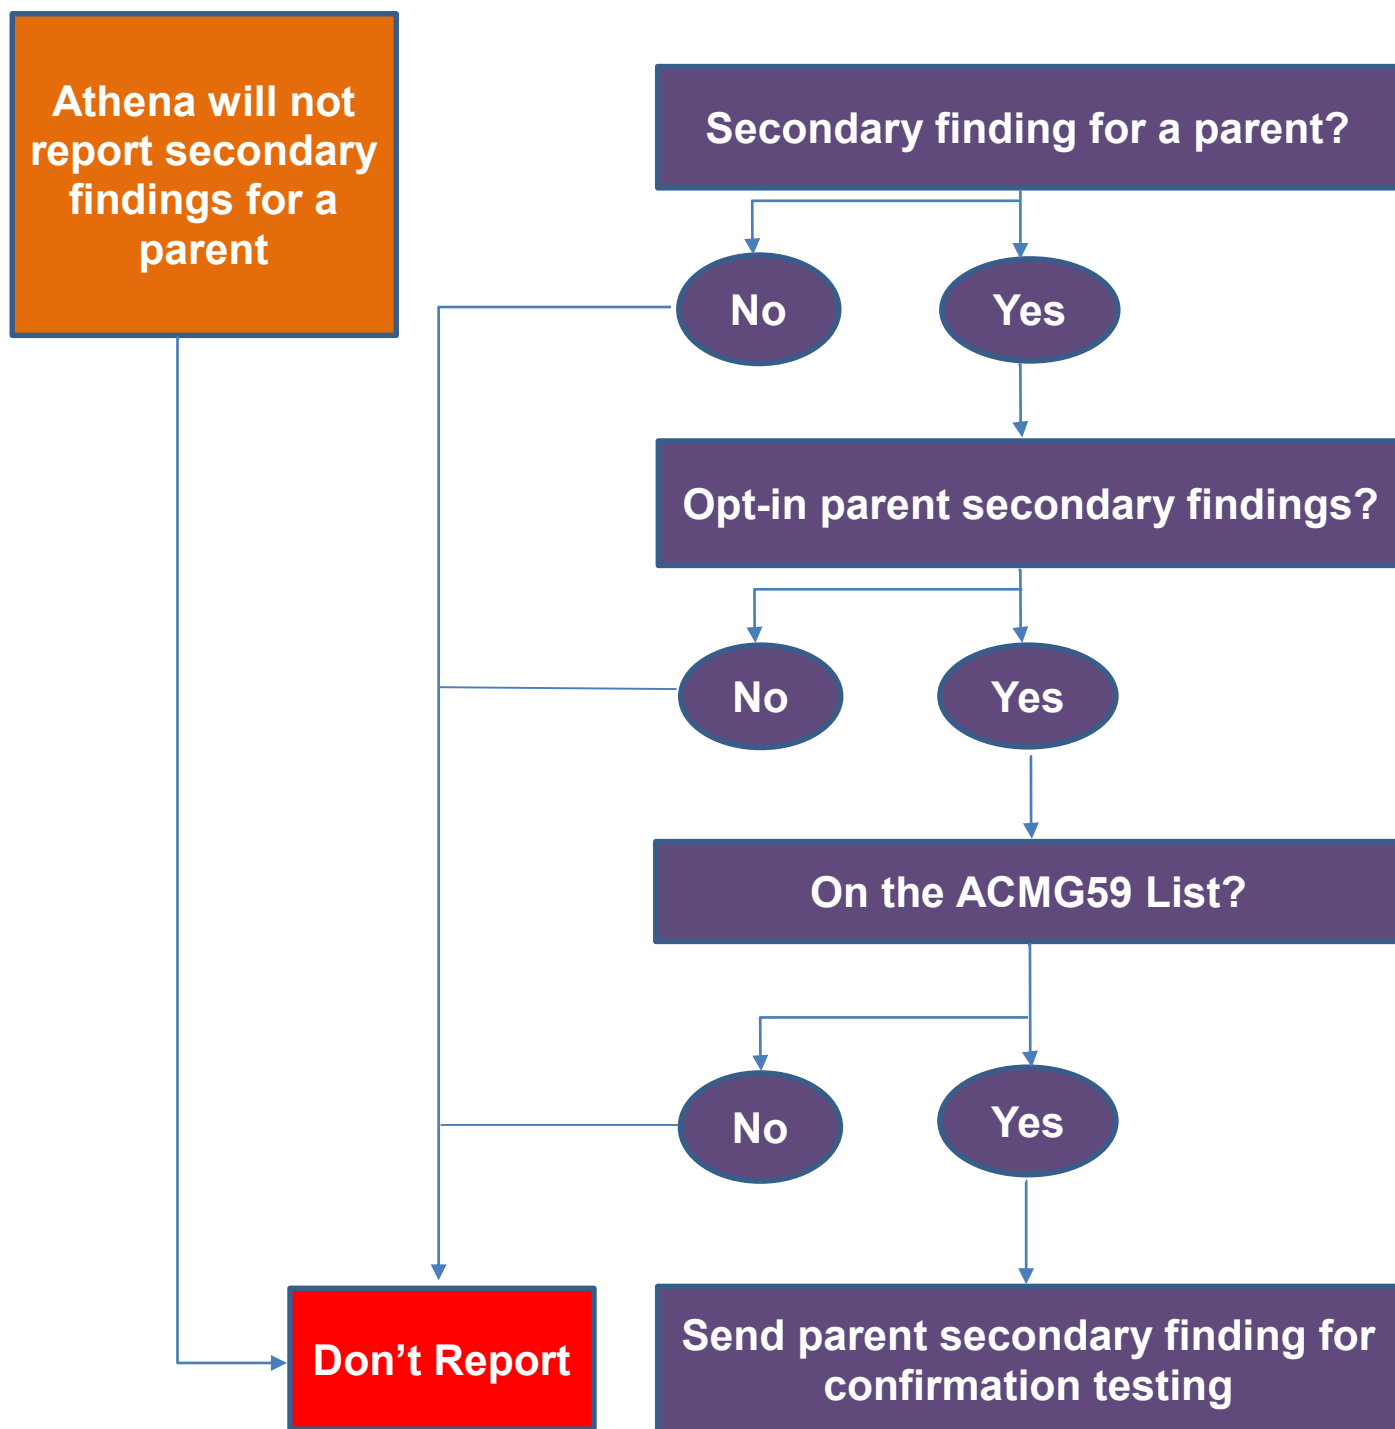 Athena will not
report secondary
findings for a
parent
Secondary finding for a parent?
No
Yes
Opt-in parent secondary findings?
No
Yes
On the ACMG59 List?
No
Yes
Don’t Report
Send parent secondary finding for
confirmation testing